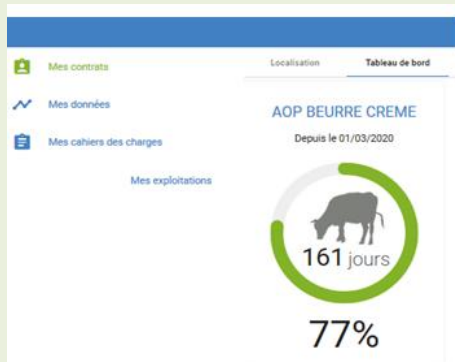 Mes contrats
Mes données
Mes cahiers des charges
Mes exploitations
Localisation
Tableau de bord
AOP BEURRE CREME
Depuis le 01/03/2020
161 jours
77%